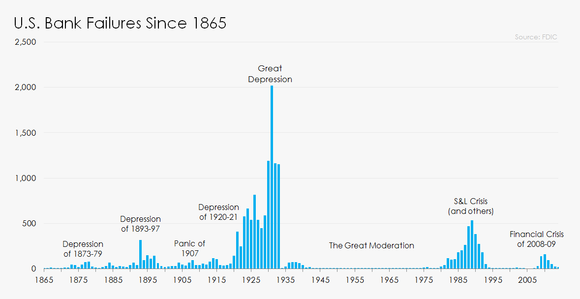 U.S. Bank Failures Since 1865
Source: FDIC
2,500
2,000
1,500
1,000
500
0
Great
Depression
Depression
of 1873-79
Depression
of 1893-97
Panic of
1907
Depression
of 1920-21
The Great Moderation
S&L Crisis
(and others)
Financial Crisis
of 2008-09
1865 1875 1885 1895 1905 1915 1925 1935 1945 1955 1965 1975 1985 1995 2005